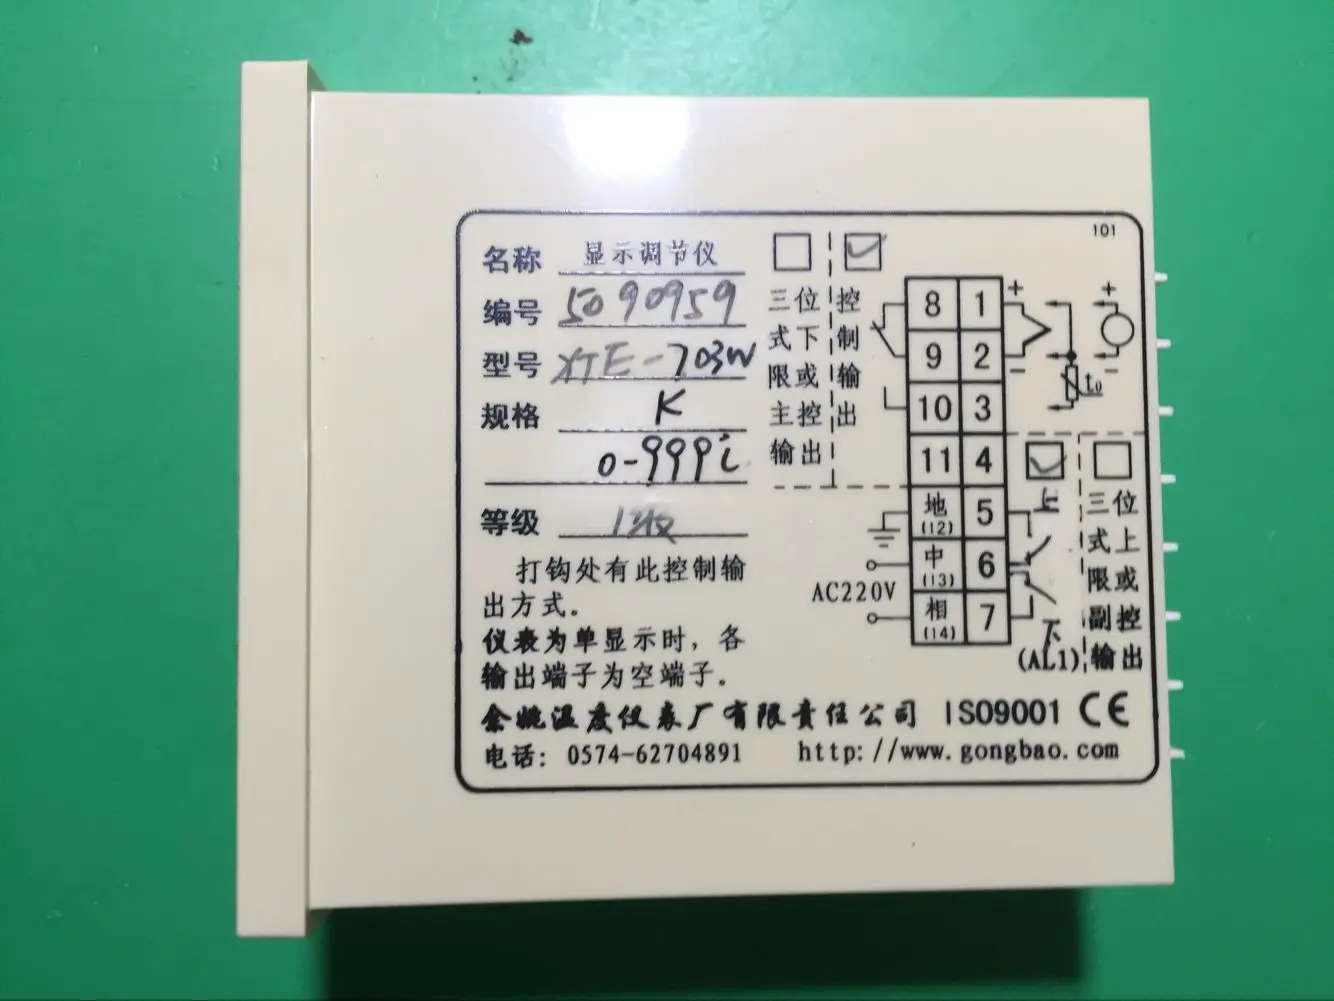 名称 显示调节仪
编号 5090959
型号 XTE-703W
规格 K
0-999℃
等级 1级
打钩处有此控制输
出方式。
仪表为单显示时，各
输出端子为空端子。
三位
式下
限或
主控
输出
控
制
输
出
101
8 1 +
9 2 -
10 3
11 4
地 (12) 5
中 (13) 6
相 (14) 7
+
-
t₀
AC220V
上
下
(AL1)
三位
式上
限或
副控
输出
余姚温度仪表厂有限责任公司 ISO9001 CE
电话：0574-62704891 http://www.gongbao.com